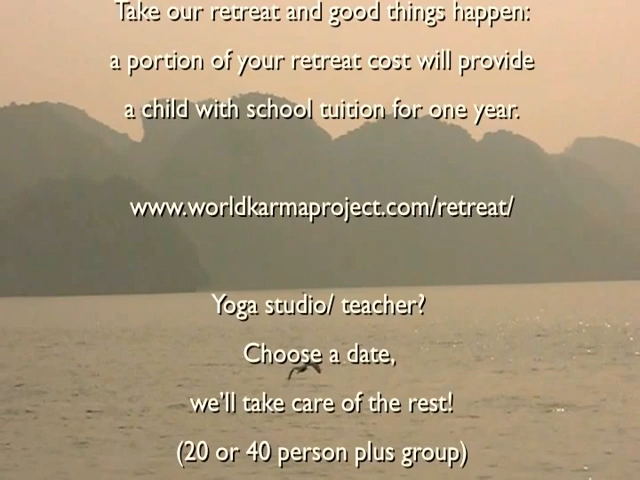 Take our retreat and good things happen:
a portion of your retreat cost will provide
a child with school tuition for one year.
www.worldkarmaproject.com/retreat/
Yoga studio/ teacher?
Choose a date,
we'll take care of the rest!
(20 or 40 person plus group)